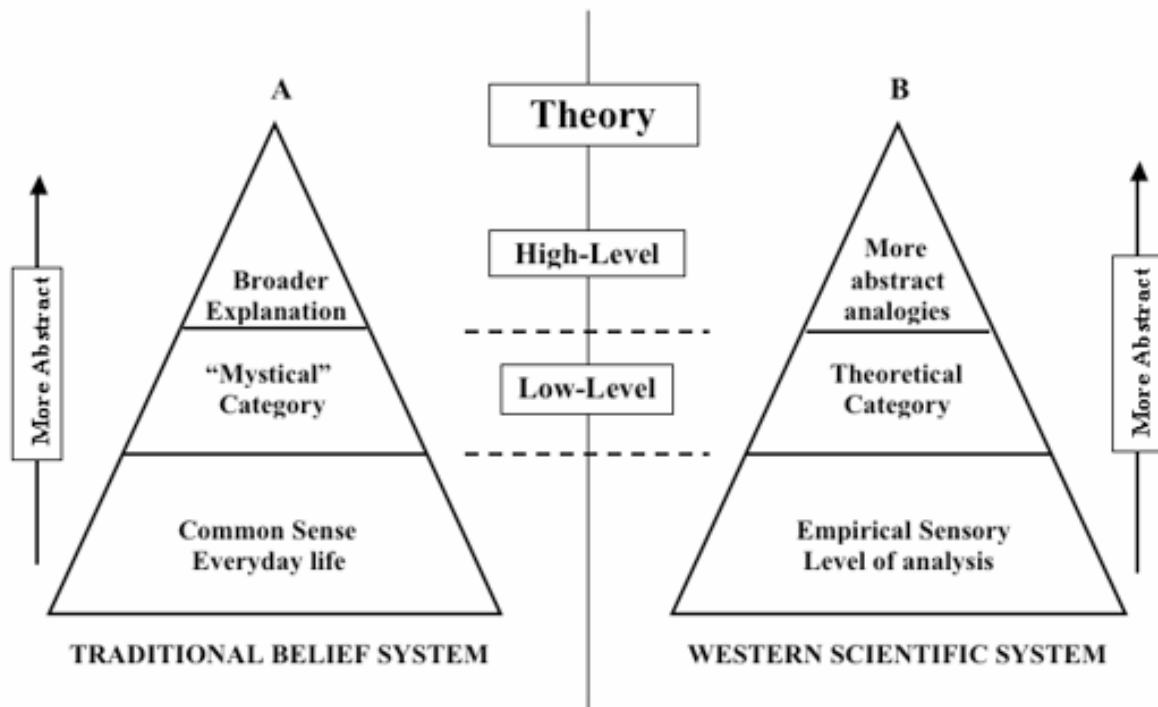 A
B
Theory
More Abstract
Broader
Explanation
High-Level
More
abstract
analogies
More Abstract
“Mystical”
Category
Low-Level
Theoretical
Category
Common Sense
Everyday life
Empirical Sensory
Level of analysis
TRADITIONAL BELIEF SYSTEM
WESTERN SCIENTIFIC SYSTEM